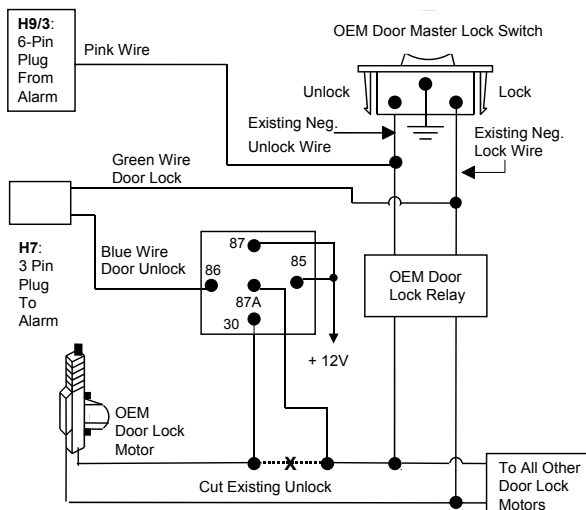 H9/3:
6-Pin
Plug
From
Alarm
Pink Wire
OEM Door Master Lock Switch
Unlock
Lock
Existing Neg.
Unlock Wire
Existing Neg.
Lock Wire
Green Wire
Door Lock
H7:
3 Pin
Plug
To
Alarm
Blue Wire
Door Unlock
86
87
85
87A
30
+ 12V
OEM Door
Lock Relay
OEM
Door Lock
Motor
X
Cut Existing Unlock
To All Other
Door Lock
Motors